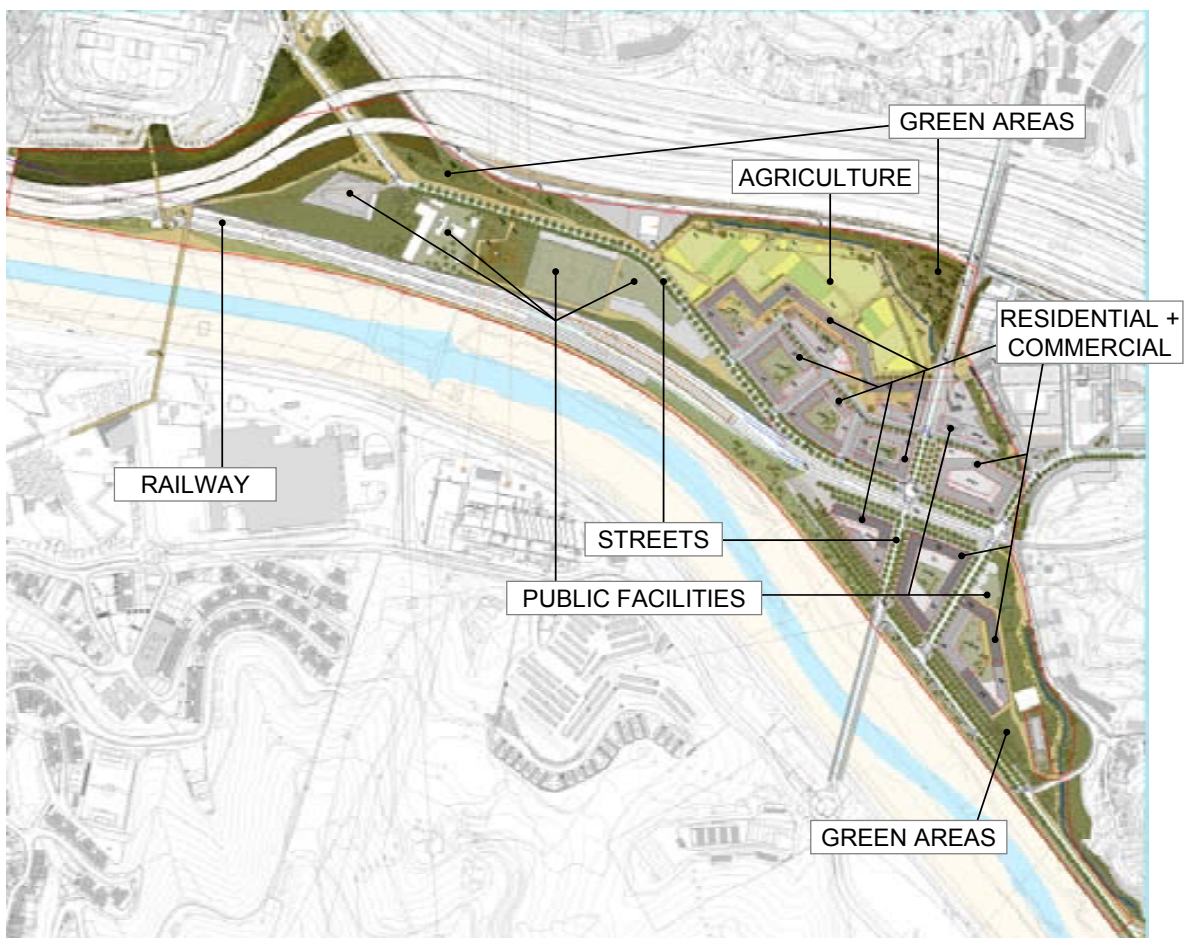 GREEN AREAS
AGRICULTURE
RESIDENTIAL +
COMMERCIAL
RAILWAY
STREETS
PUBLIC FACILITIES
GREEN AREAS